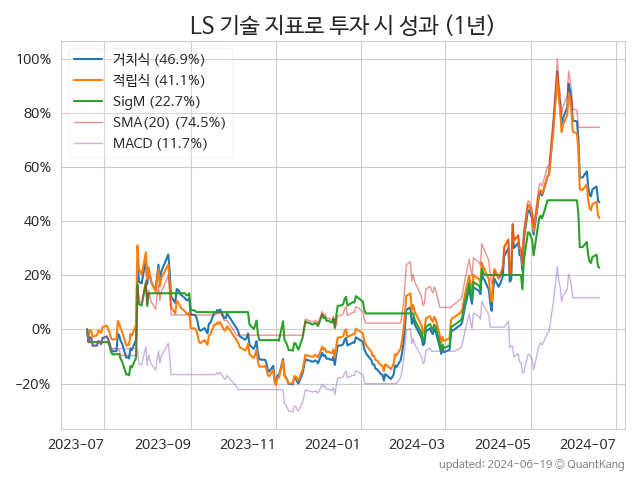 LS 기술 지표로 투자 시 성과 (1년)
100%
80%
60%
40%
20%
0%
−20%
거치식 (46.9%)
적립식 (41.1%)
SigM (22.7%)
SMA(20) (74.5%)
MACD (11.7%)
2023-07
2023-09
2023-11
2024-01
2024-03
2024-05
2024-07
updated: 2024-06-19 © QuantKang